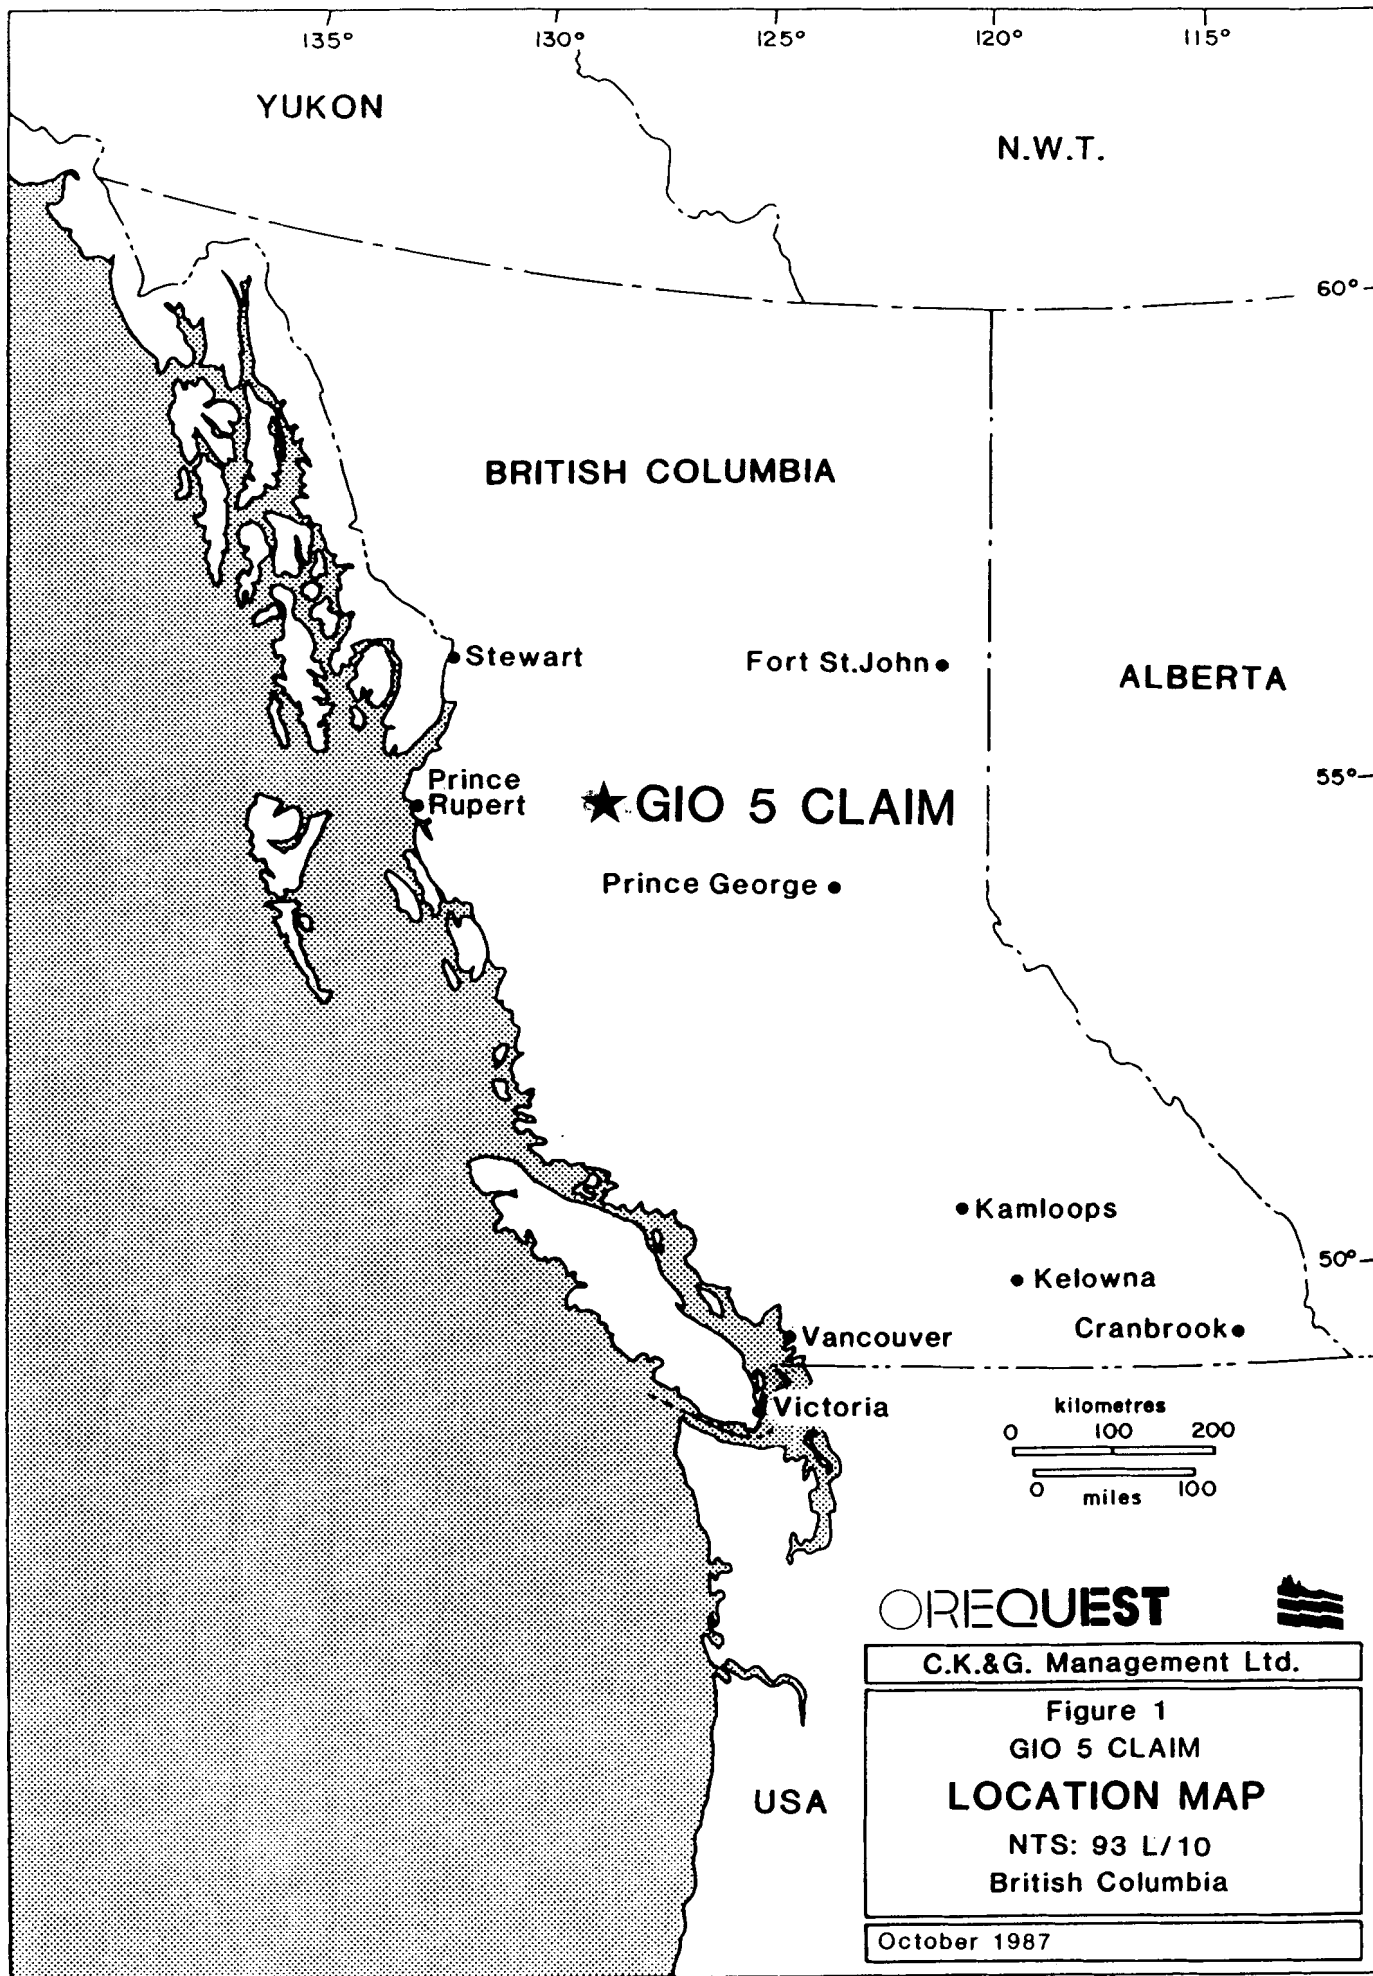 135° 130° 125° 120° 115°
YUKON
N.W.T.
60°
BRITISH COLUMBIA
Stewart
Fort St.John
ALBERTA
55°
Prince
Rupert
GIO 5 CLAIM
Prince George
Kamloops
50°
Kelowna
Cranbrook
Vancouver
Victoria
kilometres
0 100 200
0 100
miles
OREQUEST
C.K.&G. Management Ltd.
Figure 1
GIO 5 CLAIM
LOCATION MAP
NTS: 93 L/10
British Columbia
USA
October 1987